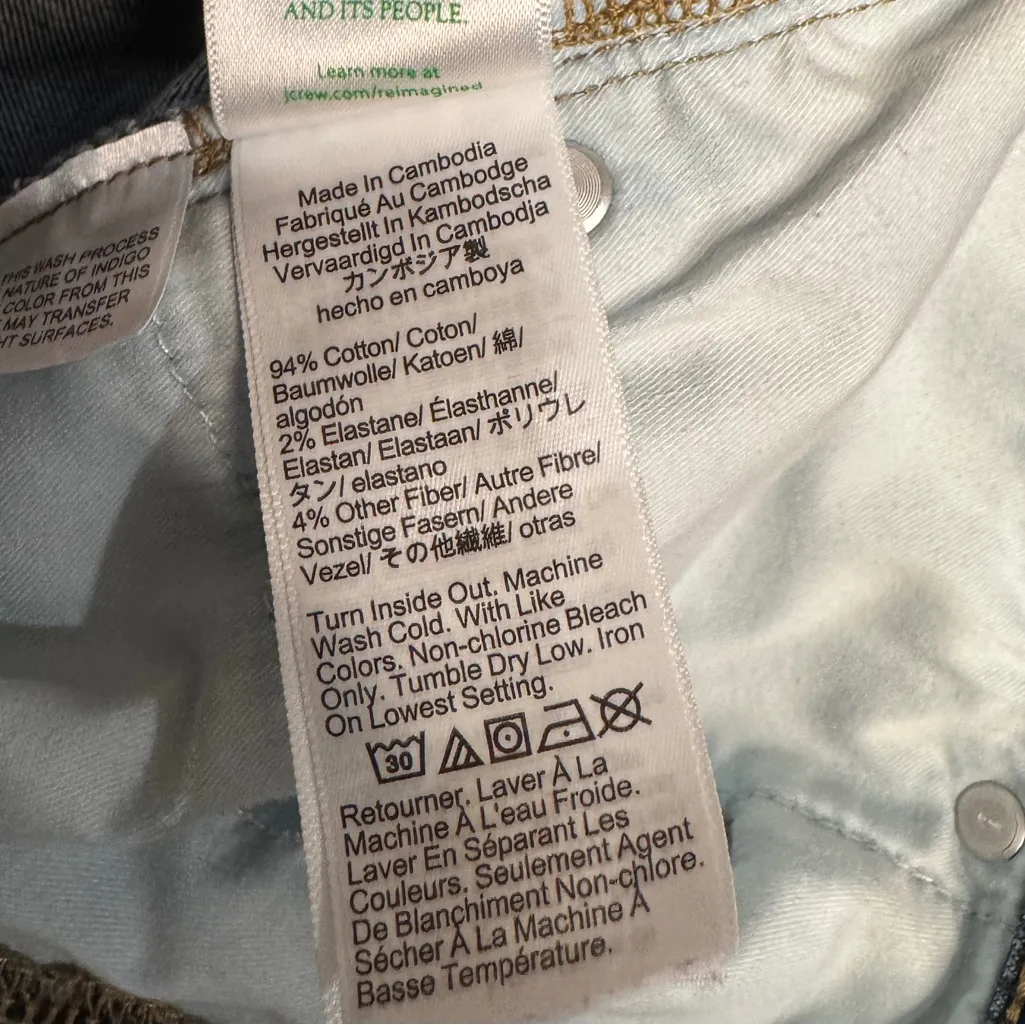 AND ITS PEOPLE.
Learn more at
jcrew.com/reimagined
THIS WASH PROCESS
NATURE OF INDIGO
COLOR FROM THIS
MAY TRANSFER
HT SURFACES.
Made In Cambodia
Fabriqué Au Cambodge
Hergestellt In Kambodscha
Vervaardigd In Cambodja
カンボジア製
hecho en camboya
94% Cotton/ Coton/
Baumwolle/ Katoen/ 綿/
algodón
2% Elastane/ Élasthanne/
Elastan/ Elastaan/ ポリウレ
タン/ elastano
4% Other Fiber/ Autre Fibre/
Sonstige Fasern/ Andere
Vezel/ その他繊維/ otras
Turn Inside Out. Machine
Wash Cold. With Like
Colors. Non-chlorine Bleach
Only. Tumble Dry Low. Iron
On Lowest Setting.
30
Retourner. Laver À La
Machine À L'eau Froide.
Laver En Séparant Les
Couleurs. Seulement Agent
De Blanchiment Non-chlore.
Sécher À La Machine À
Basse Température.